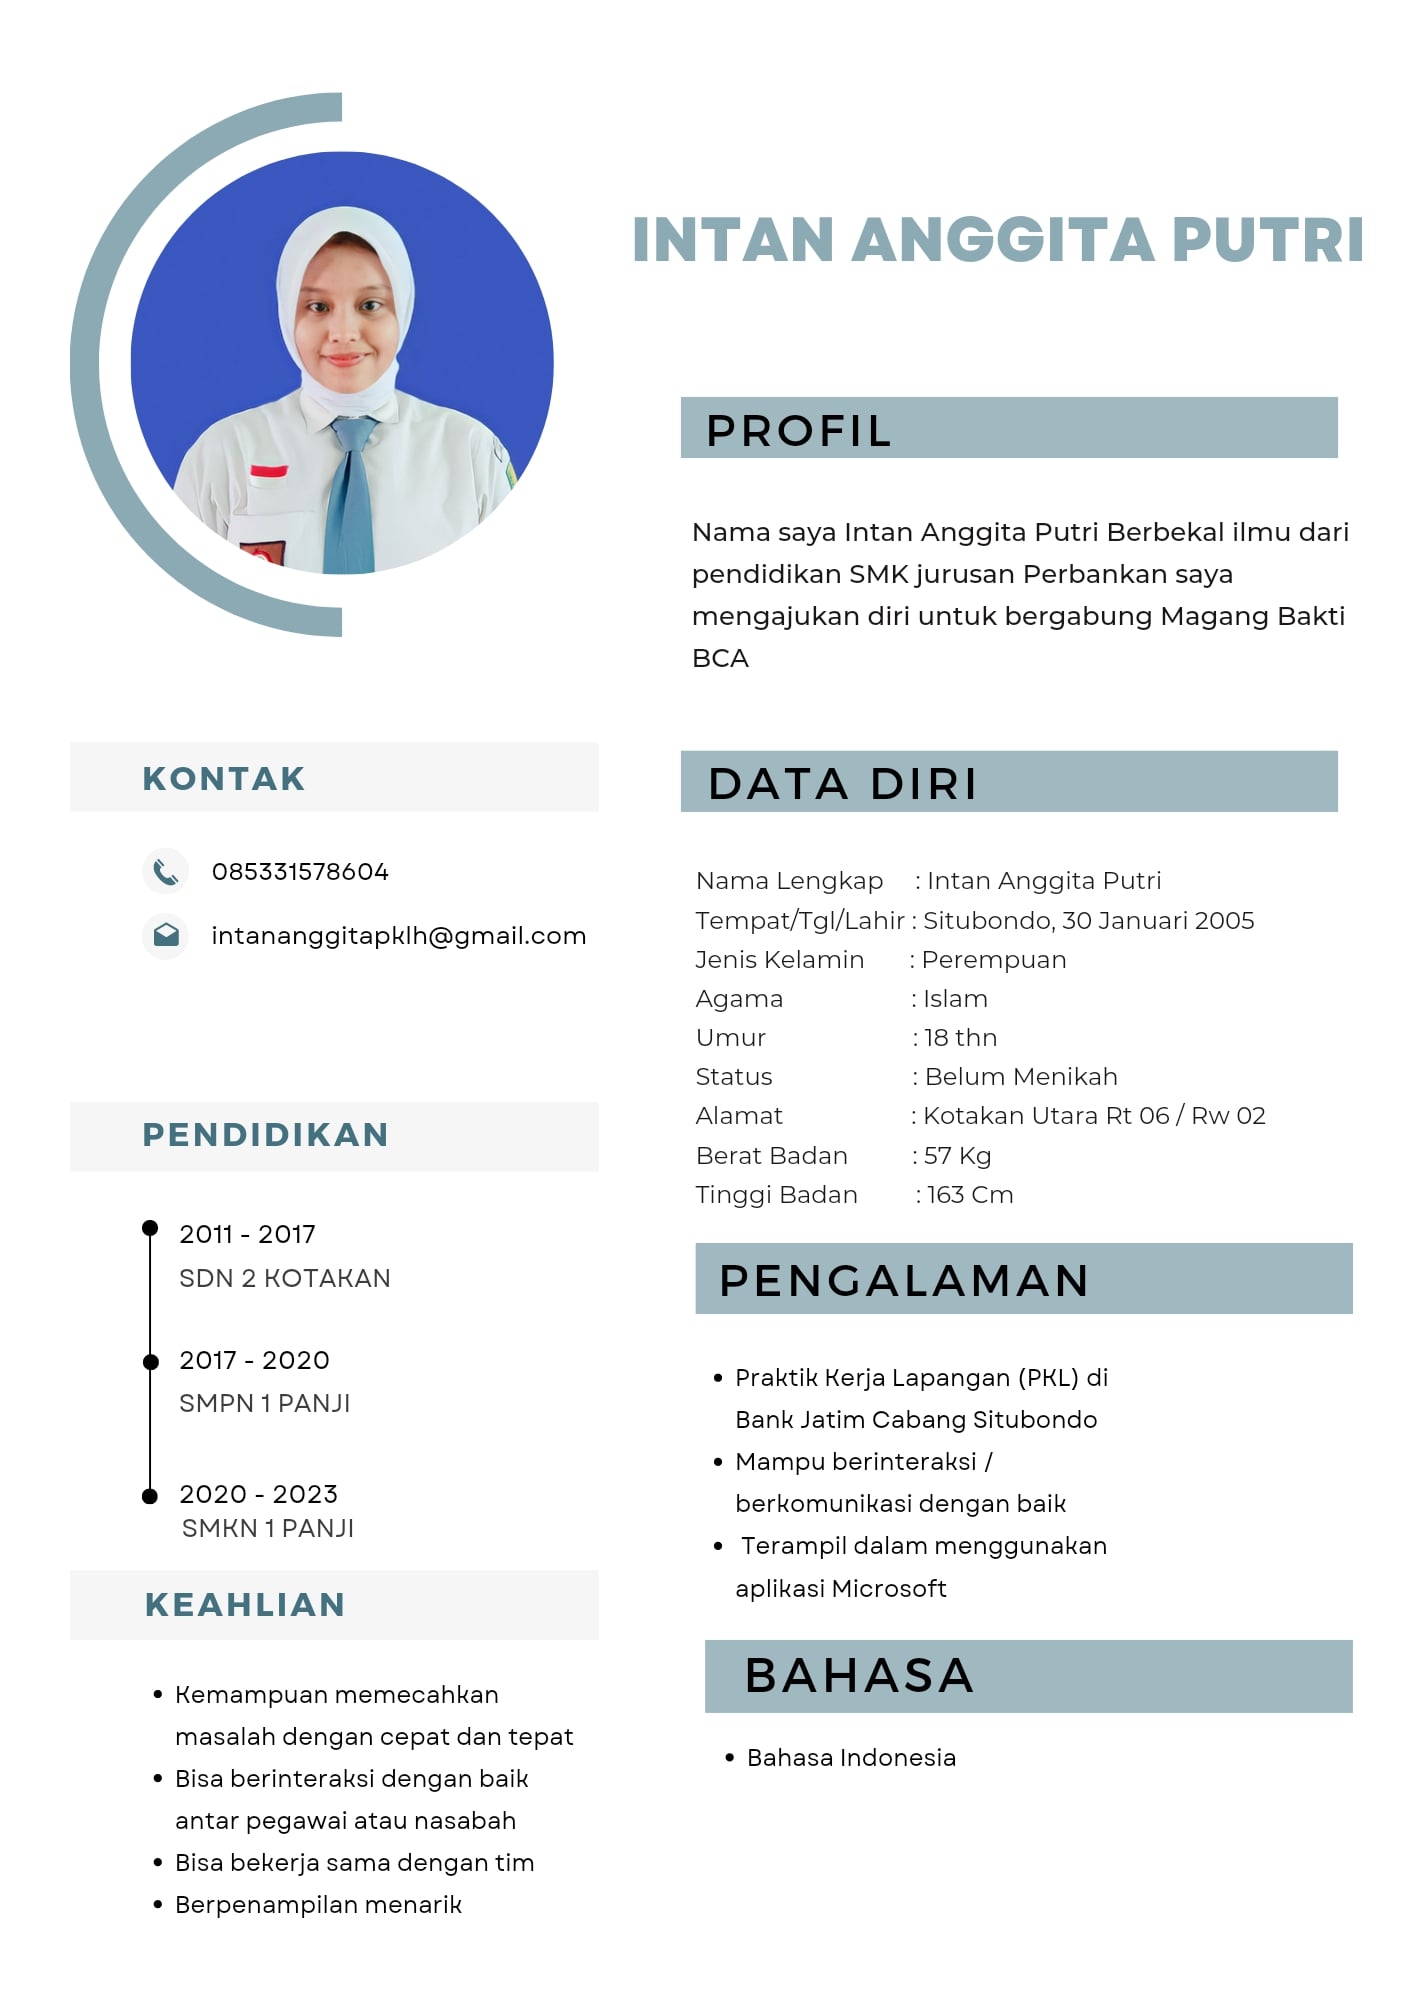 INTAN ANGGITA PUTRI
PROFIL
Nama saya Intan Anggita Putri Berbekal ilmu dari
pendidikan SMK jurusan Perbankan saya
mengajukan diri untuk bergabung Magang Bakti
BCA
KONTAK
085331578604
intananggitapklh@gmail.com
PENDIDIKAN
2011 - 2017
SDN 2 KOTAKAN
2017 - 2020
SMPN 1 PANJI
2020 - 2023
SMKN 1 PANJI
KEAHLIAN
• Kemampuan memecahkan
masalah dengan cepat dan tepat
• Bisa berinteraksi dengan baik
antar pegawai atau nasabah
• Bisa bekerja sama dengan tim
• Berpenampilan menarik
DATA DIRI
Nama Lengkap : Intan Anggita Putri
Tempat/Tgl/Lahir : Situbondo, 30 Januari 2005
Jenis Kelamin : Perempuan
Agama : Islam
Umur : 18 thn
Status : Belum Menikah
Alamat : Kotakan Utara Rt 06 / Rw 02
Berat Badan : 57 Kg
Tinggi Badan : 163 Cm
PENGALAMAN
• Praktik Kerja Lapangan (PKL) di
Bank Jatim Cabang Situbondo
• Mampu berinteraksi /
berkomunikasi dengan baik
• Terampil dalam menggunakan
aplikasi Microsoft
BAHASA
• Bahasa Indonesia